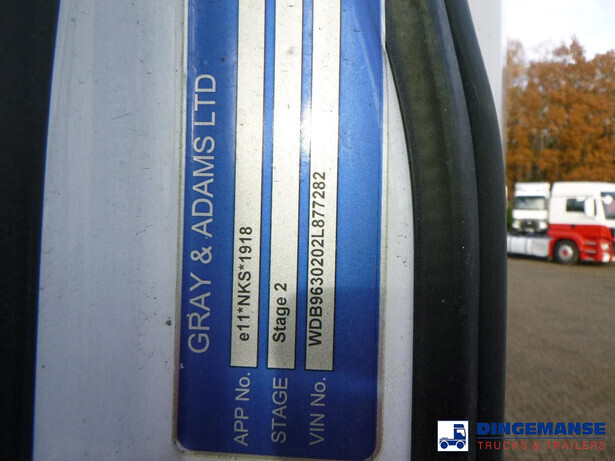 GRAY & ADAMS LTD
APP No. e11*NKS*1918
STAGE Stage 2
VIN No. WDB9630202L877282
DINGEMANSE
TRUCKS & TRAILERS